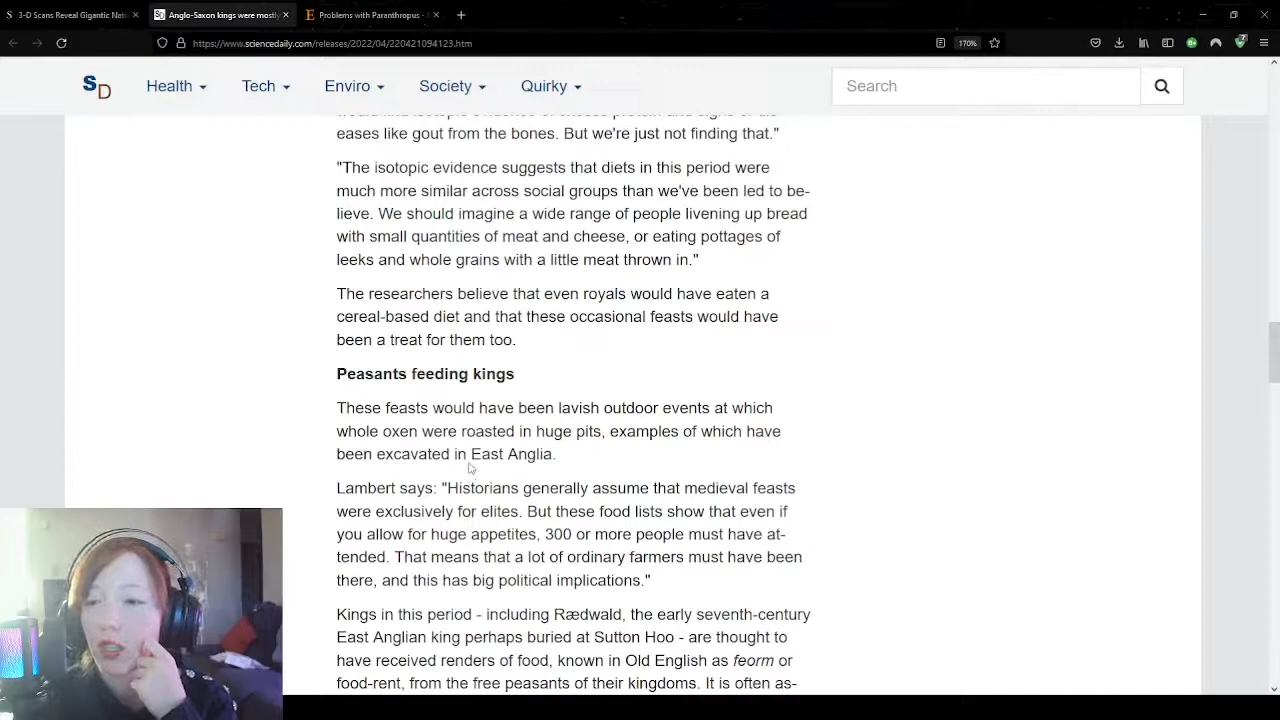 3-D Scans Reveal Gigantic Nati
Anglo-Saxon kings were mostly
Problems with Paranthropus -
https://www.sciencedaily.com/releases/2022/04/220421094123.htm
170%
SD
Health
Tech
Enviro
Society
Quirky
Search
eases like gout from the bones. But we're just not finding that."
"The isotopic evidence suggests that diets in this period were
much more similar across social groups than we've been led to be-
lieve. We should imagine a wide range of people livening up bread
with small quantities of meat and cheese, or eating pottages of
leeks and whole grains with a little meat thrown in."
The researchers believe that even royals would have eaten a
cereal-based diet and that these occasional feasts would have
been a treat for them too.
Peasants feeding kings
These feasts would have been lavish outdoor events at which
whole oxen were roasted in huge pits, examples of which have
been excavated in East Anglia.
Lambert says: "Historians generally assume that medieval feasts
were exclusively for elites. But these food lists show that even if
you allow for huge appetites, 300 or more people must have at-
tended. That means that a lot of ordinary farmers must have been
there, and this has big political implications."
Kings in this period - including Rædwald, the early seventh-century
East Anglian king perhaps buried at Sutton Hoo - are thought to
have received renders of food, known in Old English as feorm or
food-rent, from the free peasants of their kingdoms. It is often as-